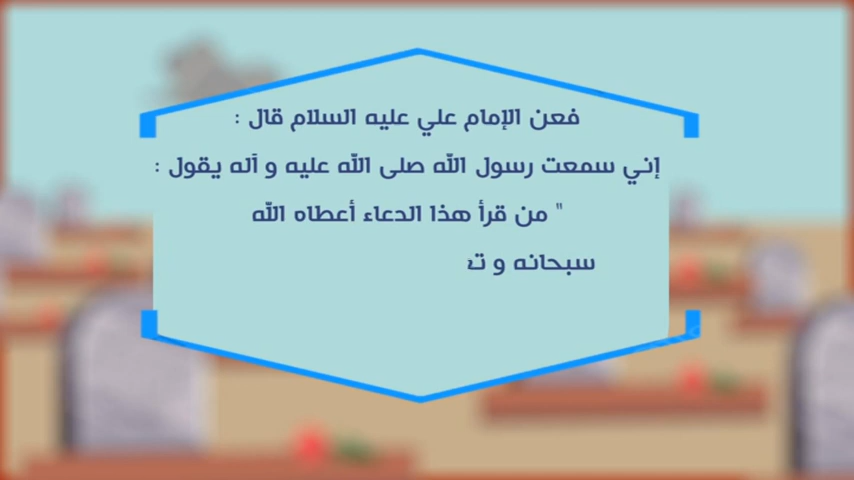 فعن الإمام علي عليه السلام قال :
إني سمعت رسول الله صلى الله عليه و آله يقول :
" من قرأ هذا الدعاء أعطاه الله
سبحانه و ت